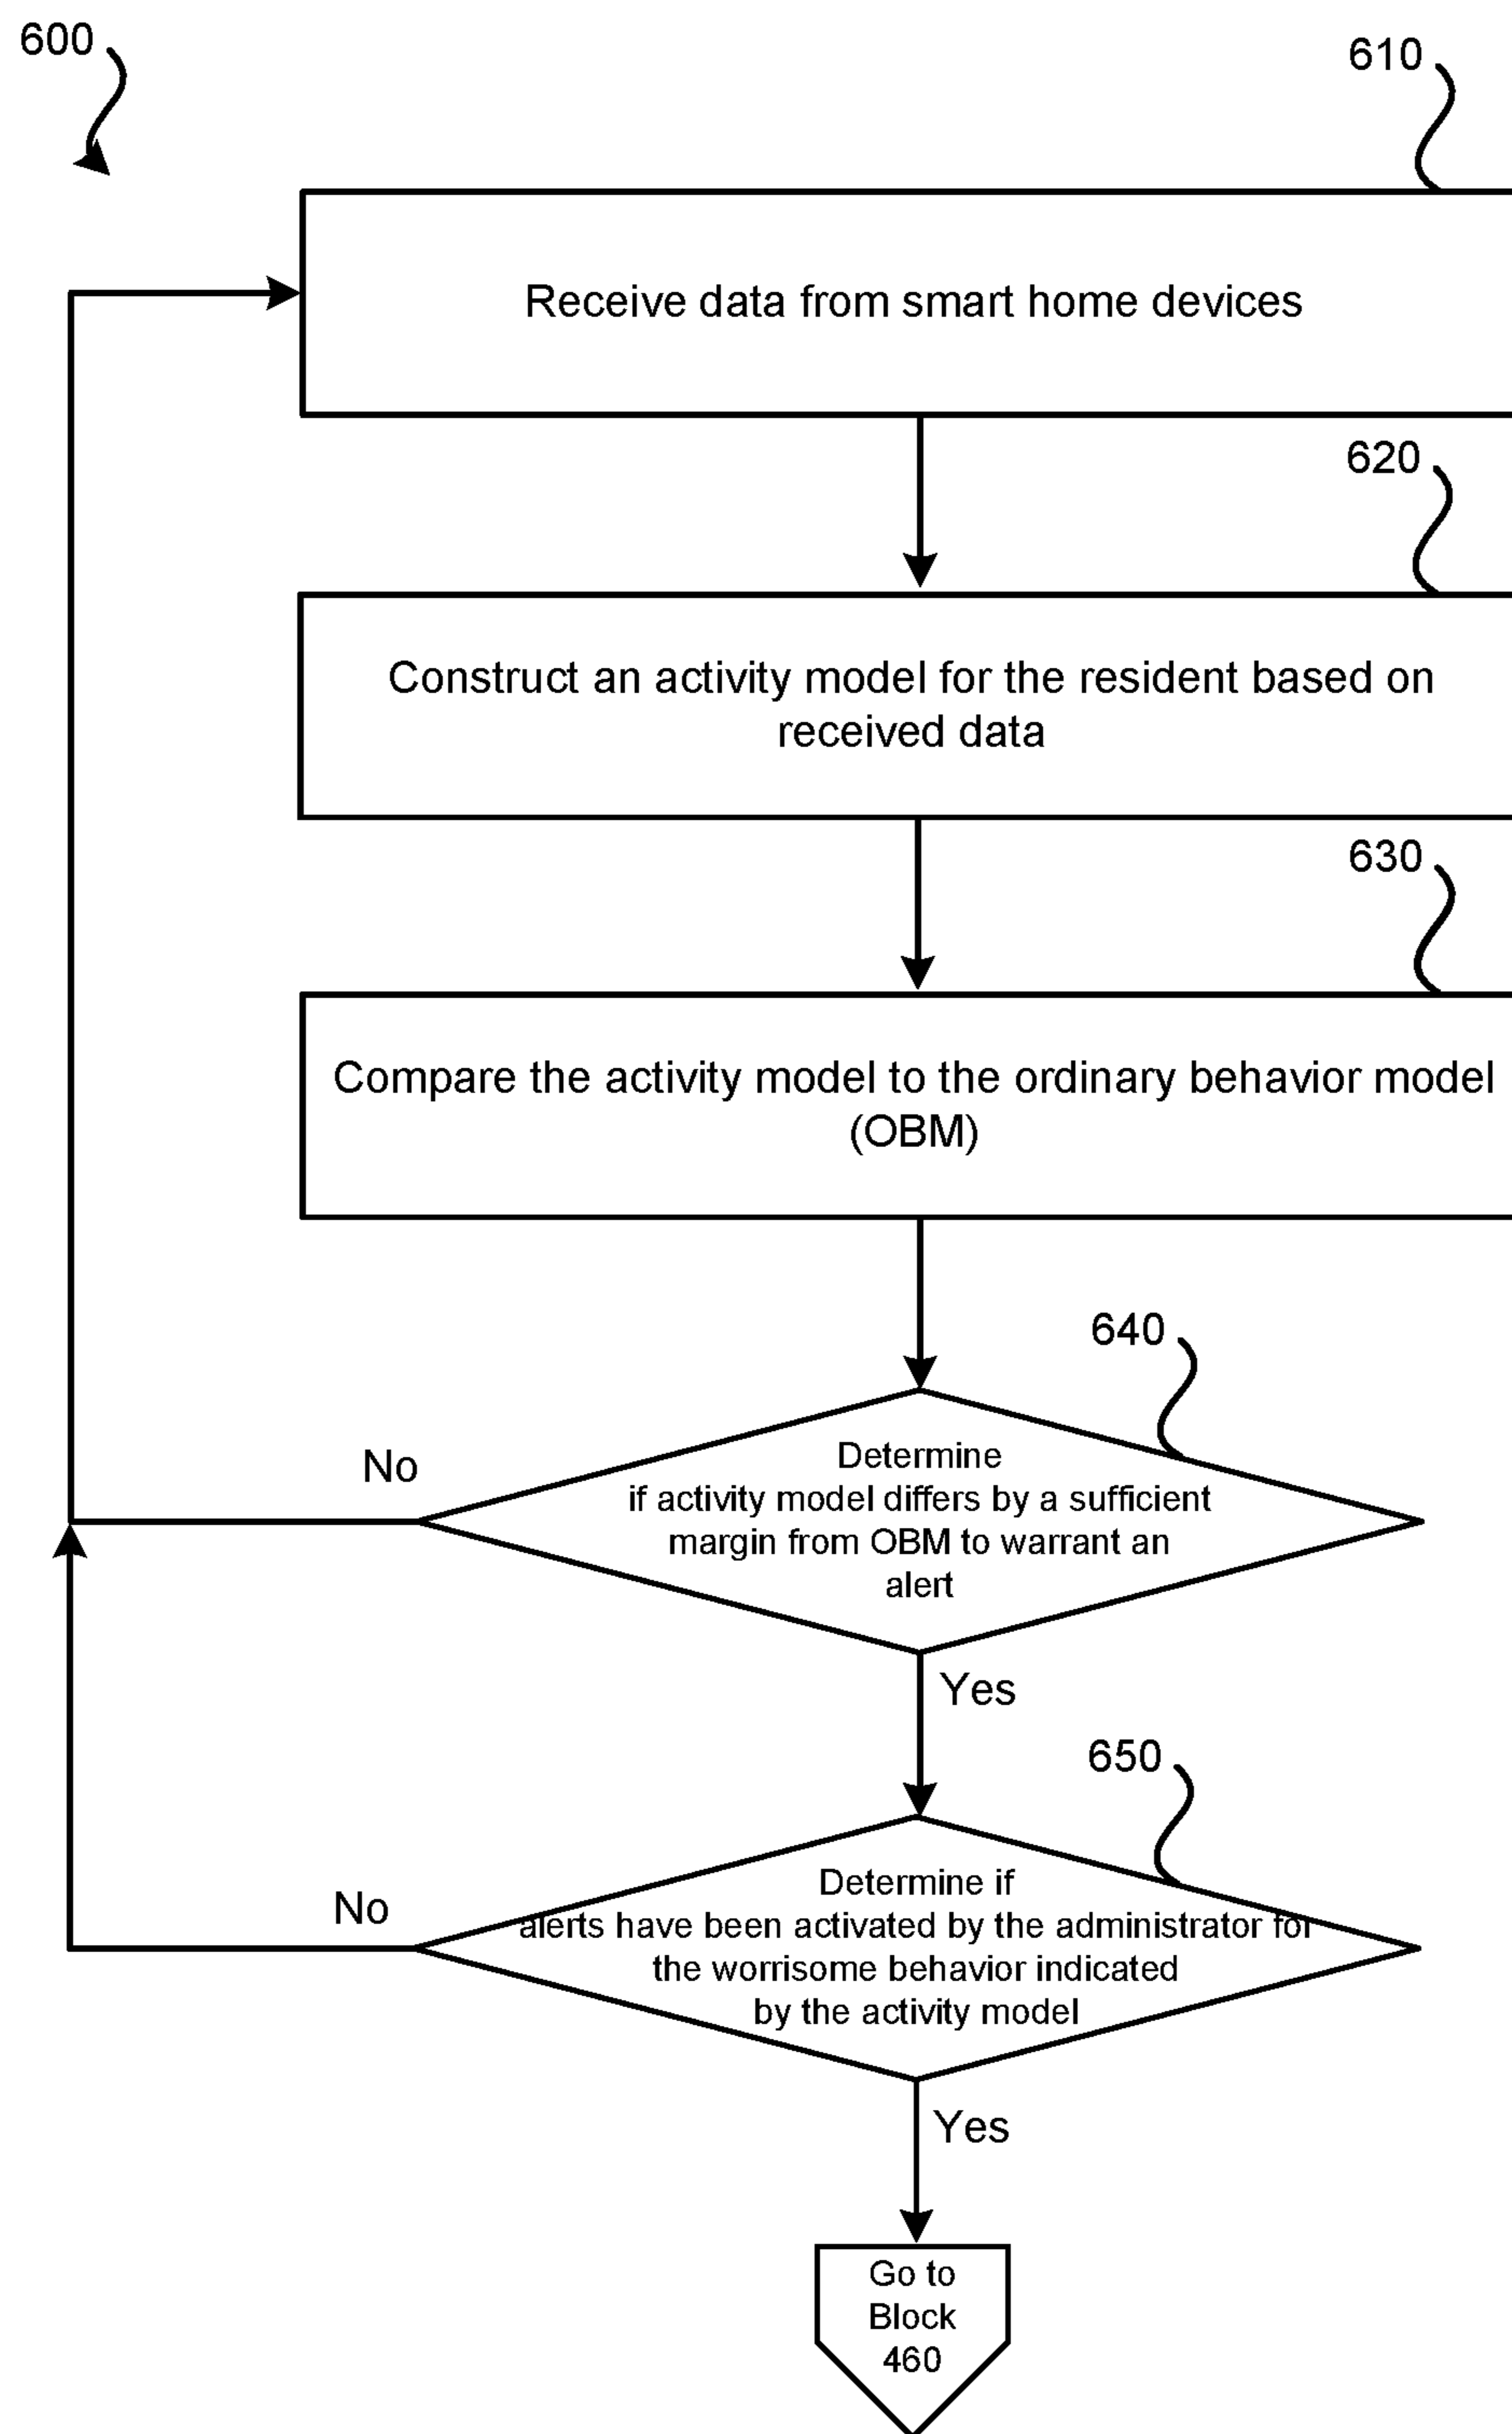 600
610
Receive data from smart home devices
620
Construct an activity model for the resident based on
received data
630
Compare the activity model to the ordinary behavior model
(OBM)
640
No
Determine
if activity model differs by a sufficient
margin from OBM to warrant an
alert
Yes
650
No
Determine if
alerts have been activated by the administrator for
the worrisome behavior indicated
by the activity model
Yes
Go to
Block
460